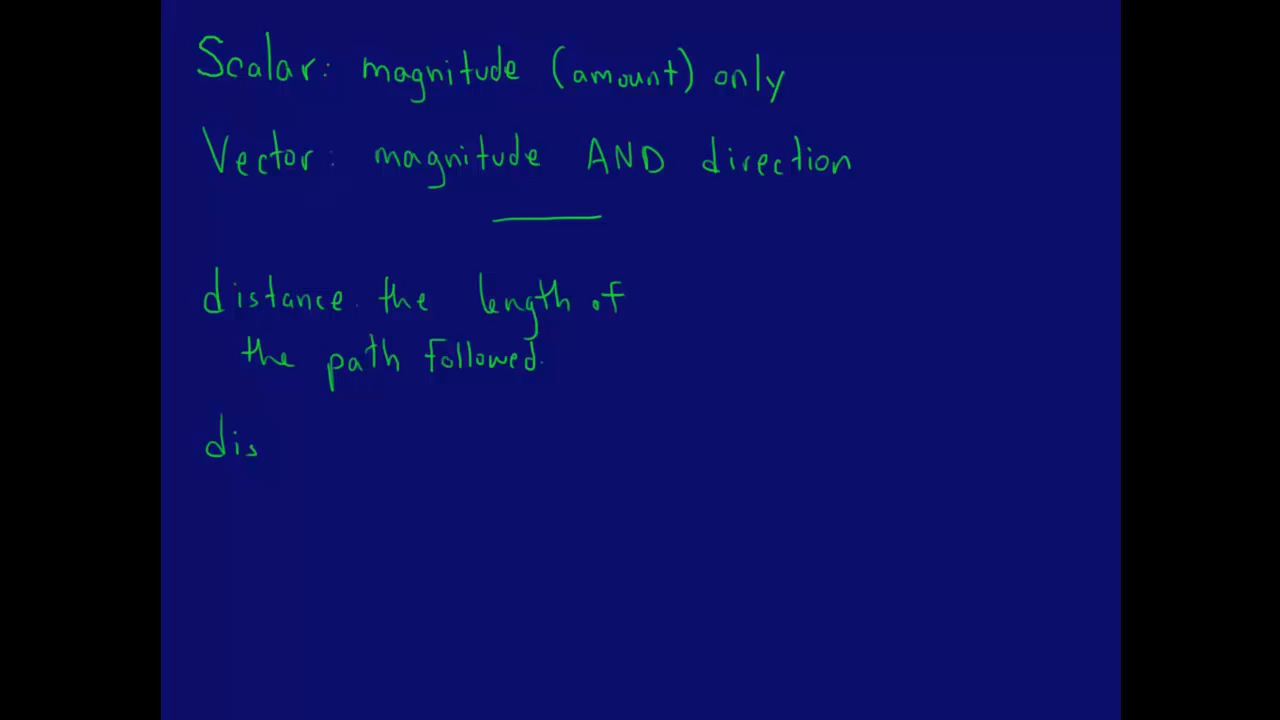 Scalar: magnitude (amount) only
Vector: magnitude AND direction
distance. the length of
the path followed.
dis